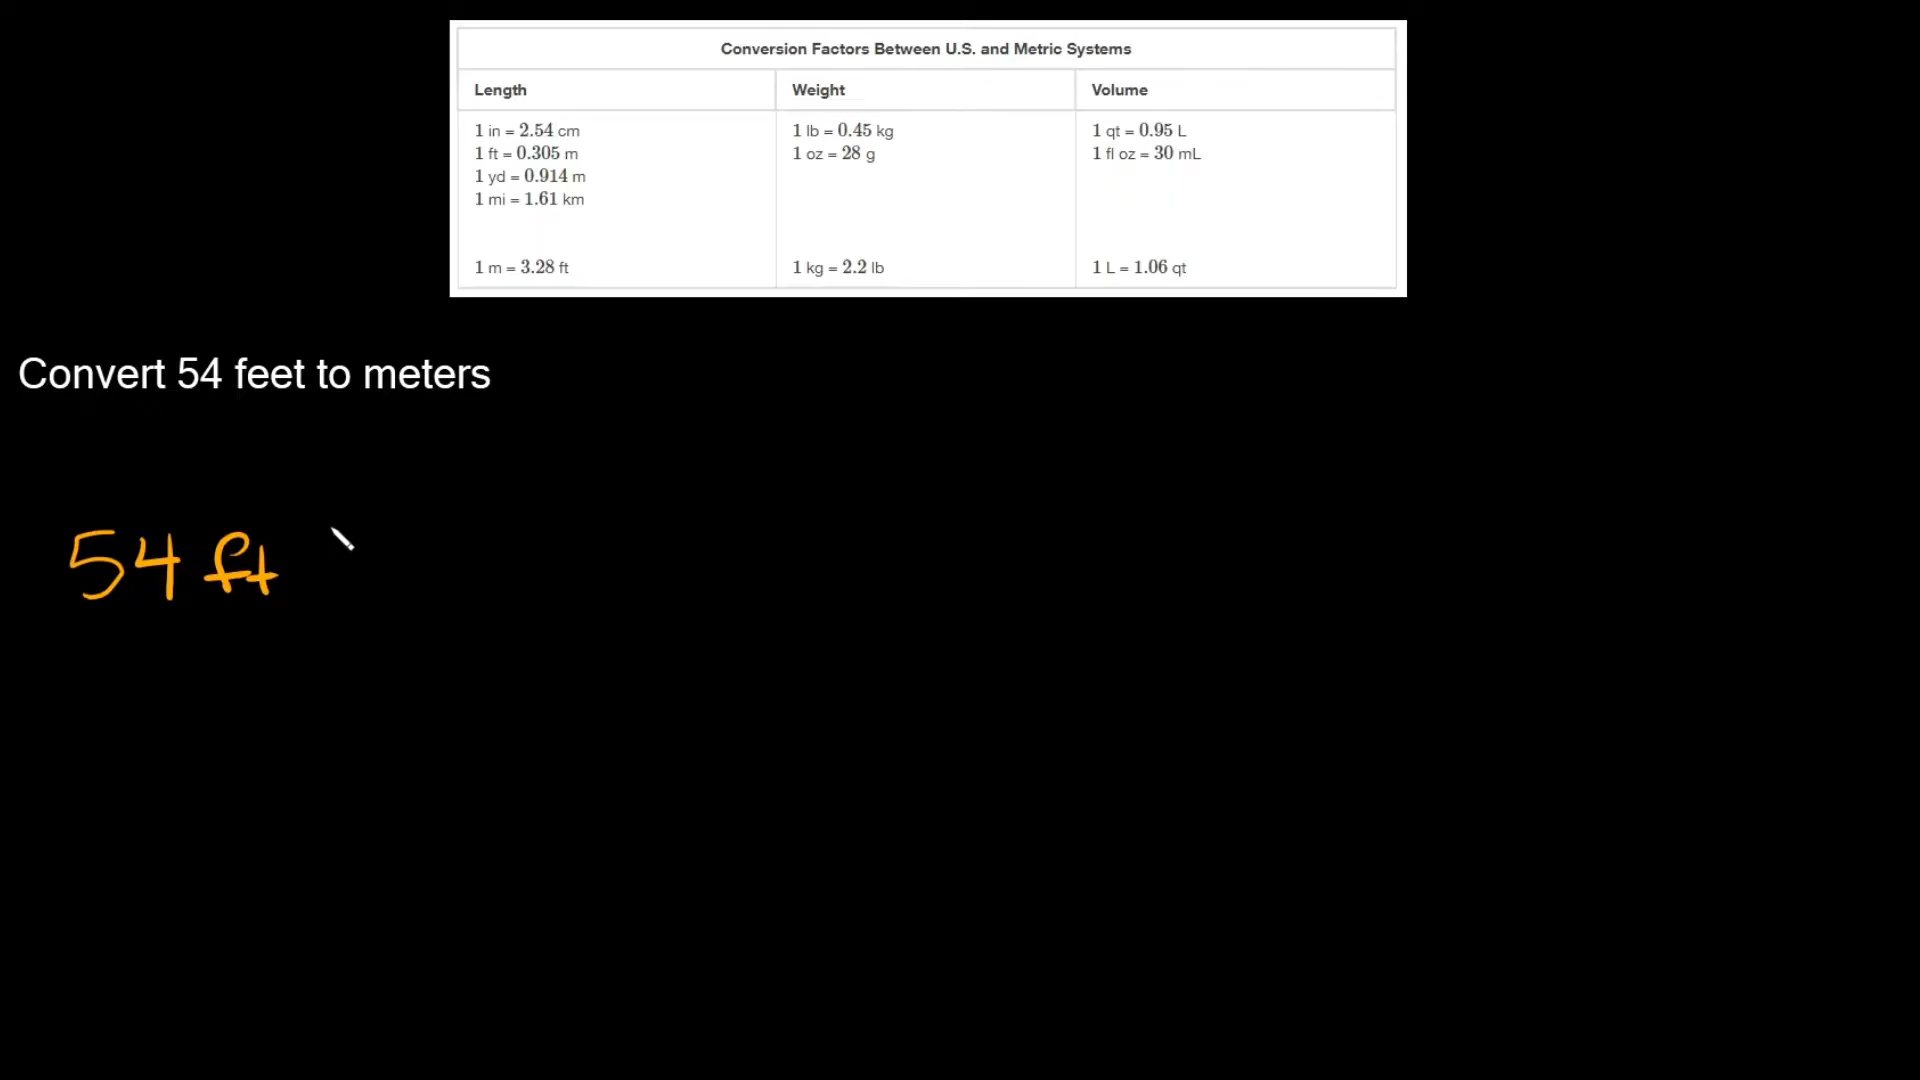 Conversion Factors Between U.S. and Metric Systems
Length Weight Volume
1 in = 2.54 cm 1 lb = 0.45 kg 1 qt = 0.95 L
1 ft = 0.305 m 1 oz = 28 g 1 fl oz = 30 mL
1 yd = 0.914 m
1 mi = 1.61 km
1 m = 3.28 ft 1 kg = 2.2 lb 1 L = 1.06 qt
Convert 54 feet to meters
54 ft